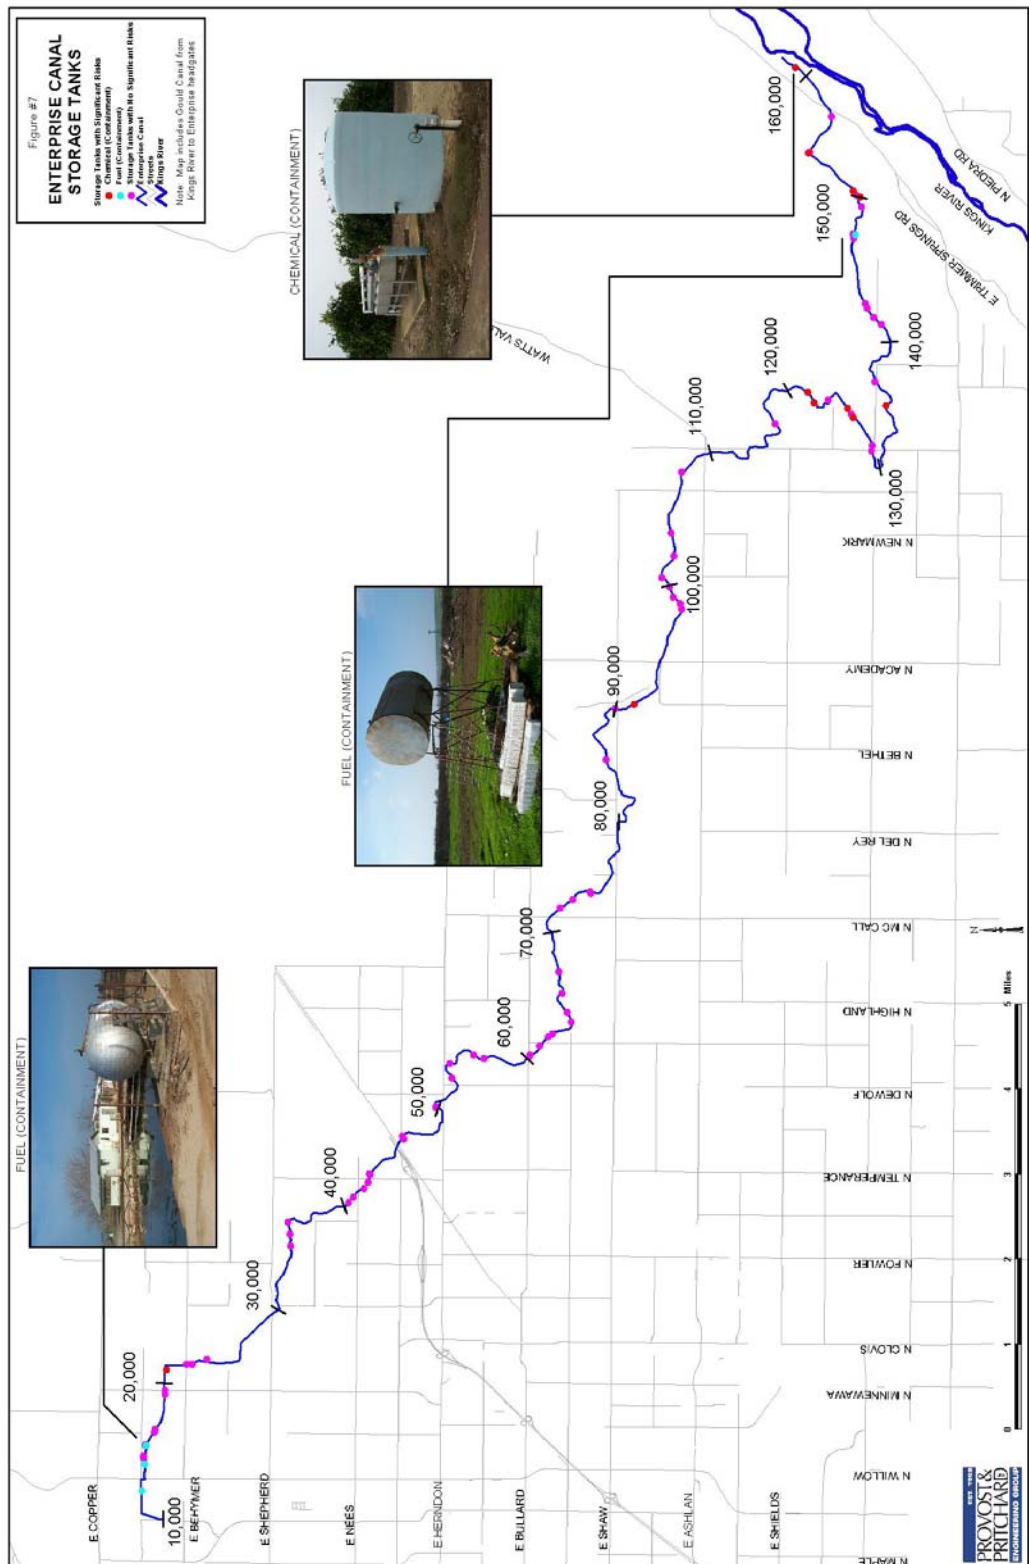 Figure #7
ENTERPRISE CANAL
STORAGE TANKS
Storage Tanks with Significant Risks
Chemical (Containment)
Fuel (Containment)
Storage Tanks with No Significant Risks
Enterprise Canal
Streets
Kings River
Note: Map includes Gould Canal from
Kings River to Enterprise headgates
FUEL (CONTAINMENT)
FUEL (CONTAINMENT)
CHEMICAL (CONTAINMENT)
WATTS VAL
10,000
20,000
30,000
40,000
50,000
60,000
70,000
80,000
90,000
100,000
110,000
120,000
130,000
140,000
150,000
160,000
E COPPER
E BEHYMER
E SHEPHERD
E NEES
E HERNDON
E BULLARD
E SHAW
E ASHLAN
E SHIELDS
N MAPLE
N WILLOW
N MINNEWAWA
N CLOVIS
N FOWLER
N TEMPERANCE
N DEWOLF
N HIGHLAND
N MC CALL
N DEL REY
N BETHEL
N ACADEMY
N NEWMARK
E TRIMMER SPRINGS RD
KINGS RIVER
N PIEDRA RD
N
0 1 2 3 4 5
Miles
EST. 1968
PROVOST&
PRITCHARD
ENGINEERING GROUP